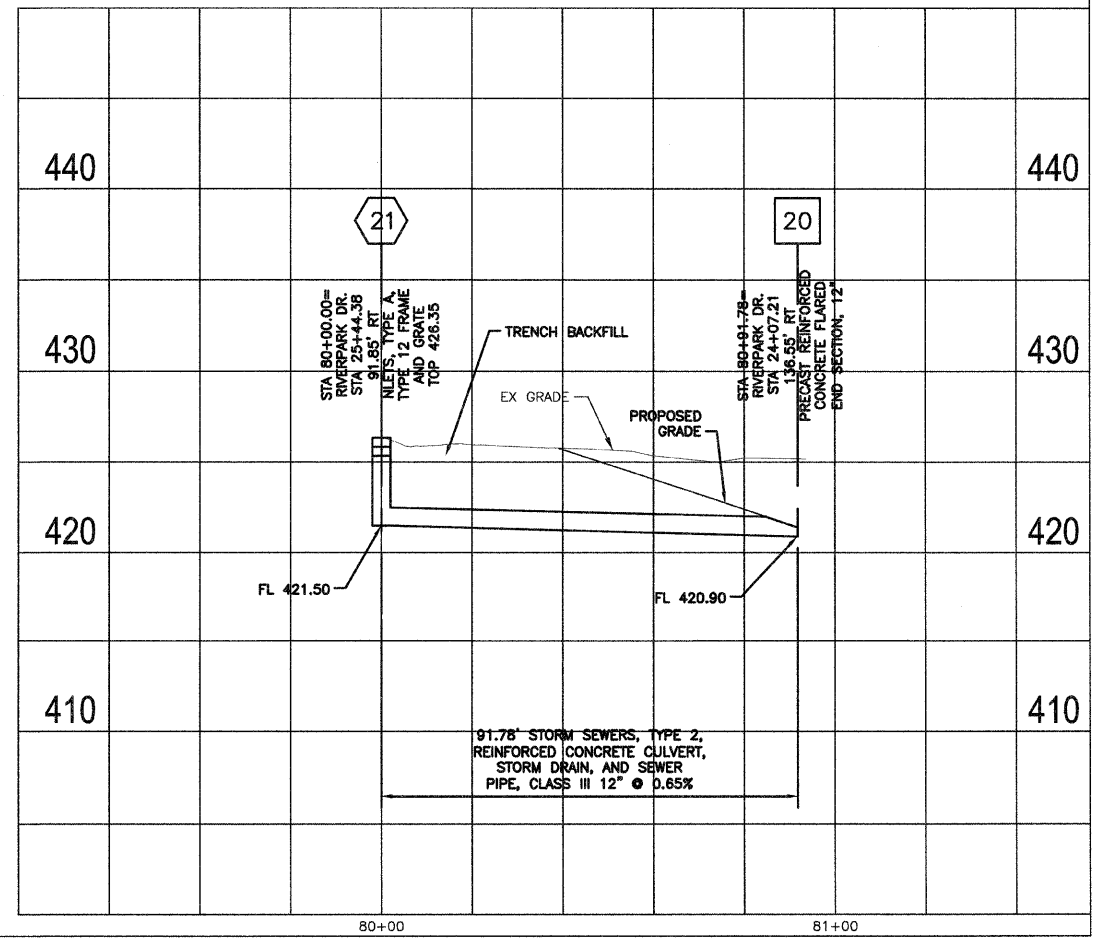 440
440
21
20
STA 80+00.00=
RIVERPARK DR.
STA 25+44.38
91.85' RT
NLETS, TYPE A,
TYPE 12 FRAME
AND GRATE
TOP 426.35
STA 80+91.78=
RIVERPARK DR.
STA 24+07.21
136.55' RT
PRECAST REINFORCED
CONCRETE FLARED
END SECTION, 12"
TRENCH BACKFILL
430
430
EX GRADE
PROPOSED
GRADE
420
420
FL 421.50
FL 420.90
410
410
91.78' STORM SEWERS, TYPE 2,
REINFORCED CONCRETE CULVERT,
STORM DRAIN, AND SEWER
PIPE, CLASS III 12" @ 0.65%
80+00
81+00